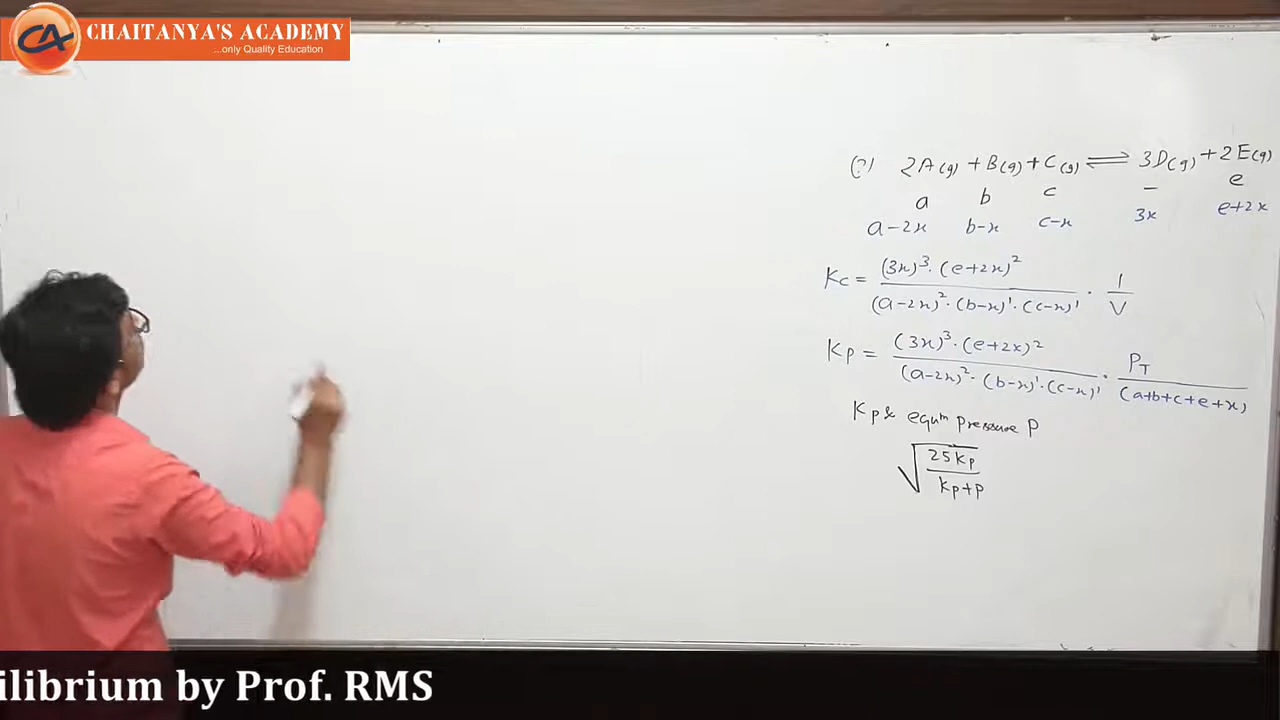 CA
CHAITANYA'S ACADEMY
...only Quality Education
(2) 2A(g) + B(g) + C(g) ⇌ 3D(g) + 2E(g)
a b c – e
a-2x b-x c-x 3x e+2x
Kc = (3x)³·(e+2x)² / (a-2x)²·(b-x)¹·(c-x)¹ · 1/V
Kp = (3x)³·(e+2x)² / (a-2x)²·(b-x)¹·(c-x)¹ · PT/(a+b+c+e+x)
Kp & equᵐ pressure P
√(25Kp / Kp+P)
ilibrium by Prof. RMS